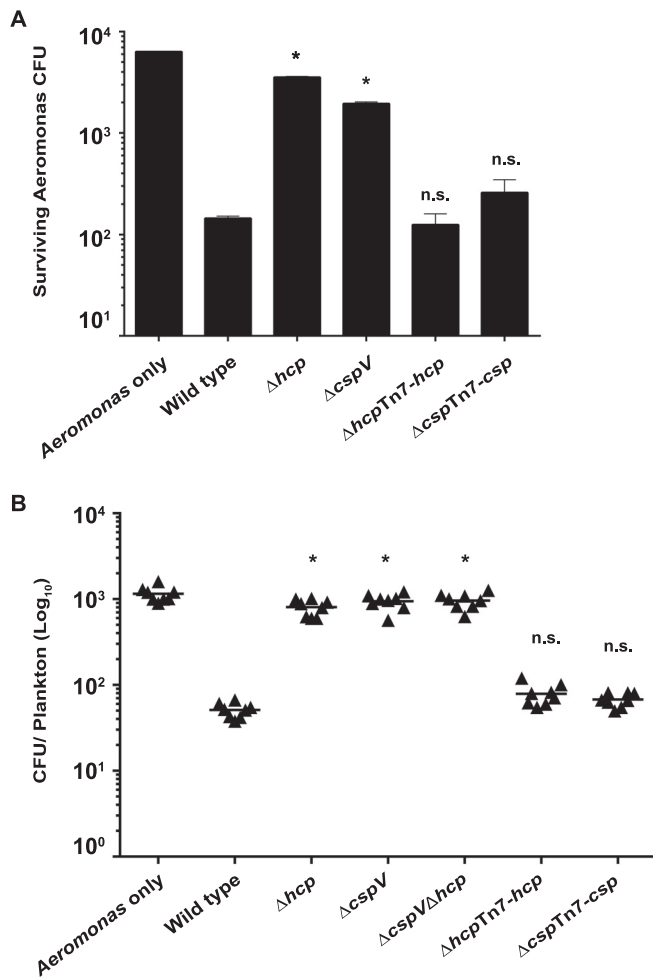 A
Surviving Aeromonas CFU
10⁴
10³
10²
10¹
*
*
n.s.
n.s.
Aeromonas only
Wild type
Δhcp
ΔcspV
ΔhcpTn7-hcp
ΔcspTn7-csp
B
CFU/ Plankton (Log₁₀)
10⁴
10³
10²
10¹
10⁰
*
*
*
n.s.
n.s.
Aeromonas only
Wild type
Δhcp
ΔcspV
ΔcspVΔhcp
ΔhcpTn7-hcp
ΔcspTn7-csp